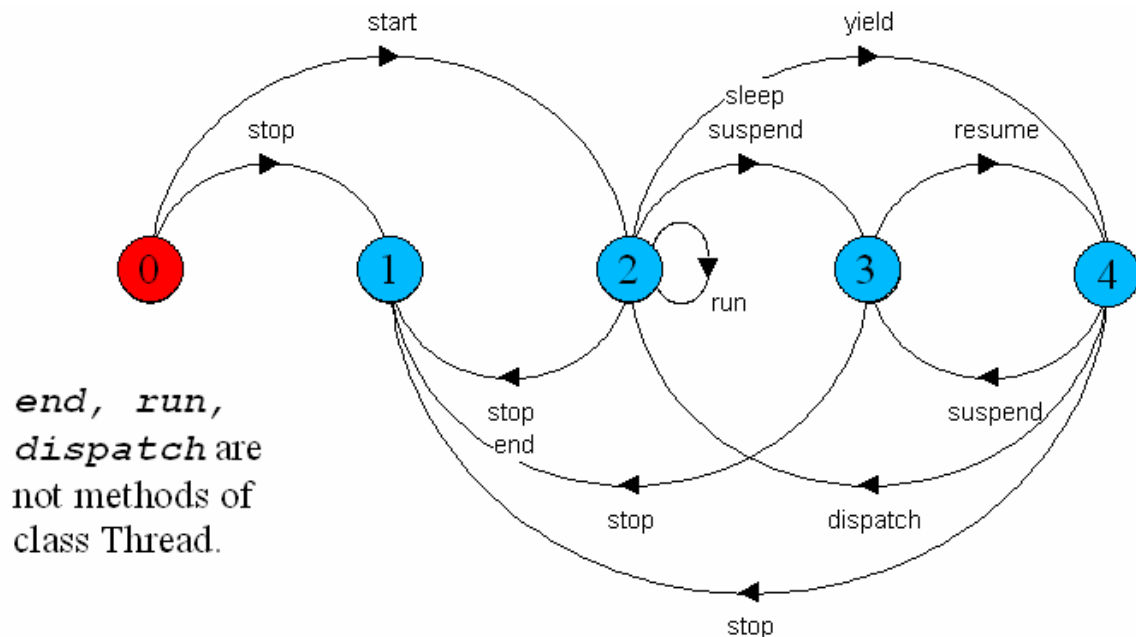 start
yield
sleep
stop
suspend
resume
0
1
2
3
4
run
end, run,
dispatch are
not methods of
class Thread.
stop
end
suspend
stop
dispatch
stop